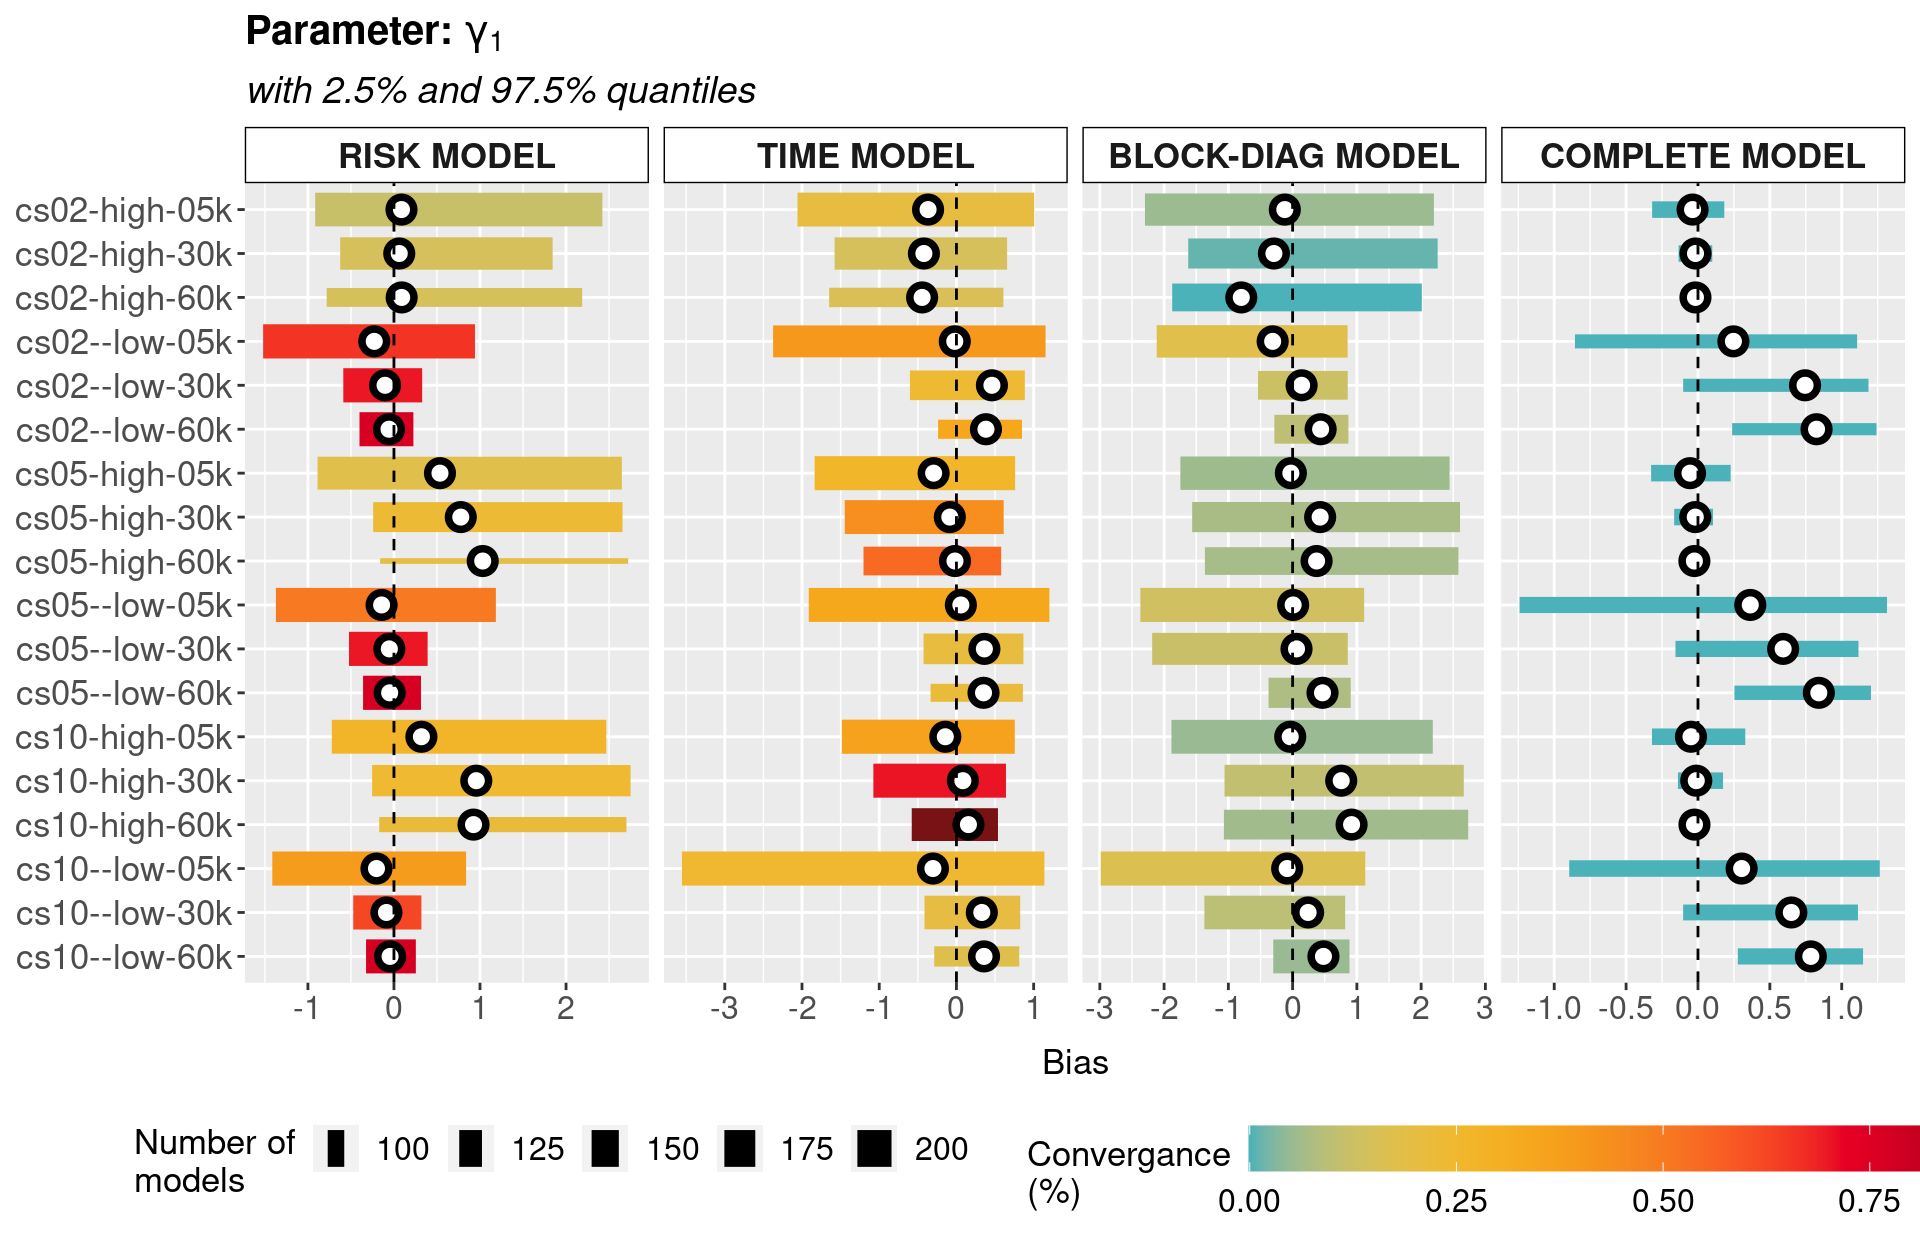 Parameter: γ1
with 2.5% and 97.5% quantiles
RISK MODEL TIME MODEL BLOCK-DIAG MODEL COMPLETE MODEL
cs02-high-05k
cs02-high-30k
cs02-high-60k
cs02--low-05k
cs02--low-30k
cs02--low-60k
cs05-high-05k
cs05-high-30k
cs05-high-60k
cs05--low-05k
cs05--low-30k
cs05--low-60k
cs10-high-05k
cs10-high-30k
cs10-high-60k
cs10--low-05k
cs10--low-30k
cs10--low-60k
-1 0 1 2 -3 -2 -1 0 1 -3 -2 -1 0 1 2 3 -1.0 -0.5 0.0 0.5 1.0
Bias
Number of
models
100 125 150 175 200
Convergance
(%)
0.00 0.25 0.50 0.75